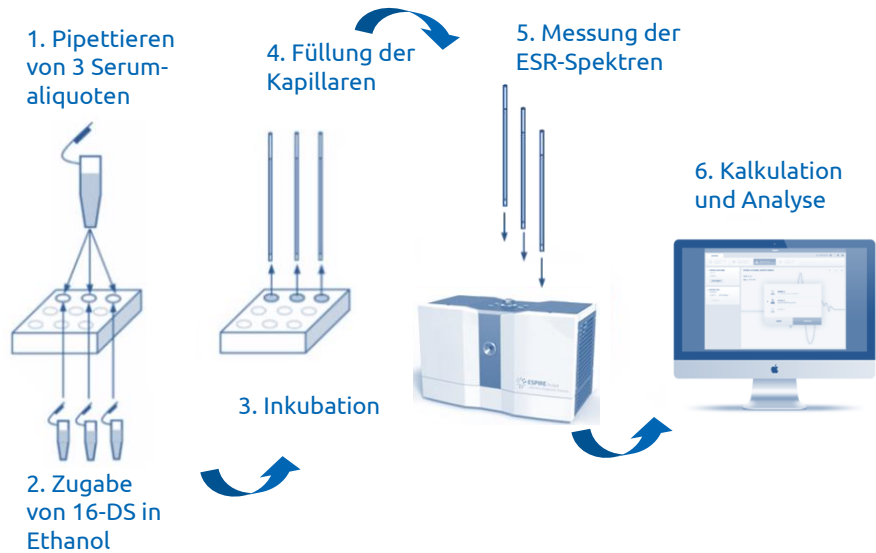 1. Pipettieren
von 3 Serum-
aliquoten
2. Zugabe
von 16-DS in
Ethanol
3. Inkubation
4. Füllung der
Kapillaren
5. Messung der
ESR-Spektren
ESPIRE
6. Kalkulation
und Analyse